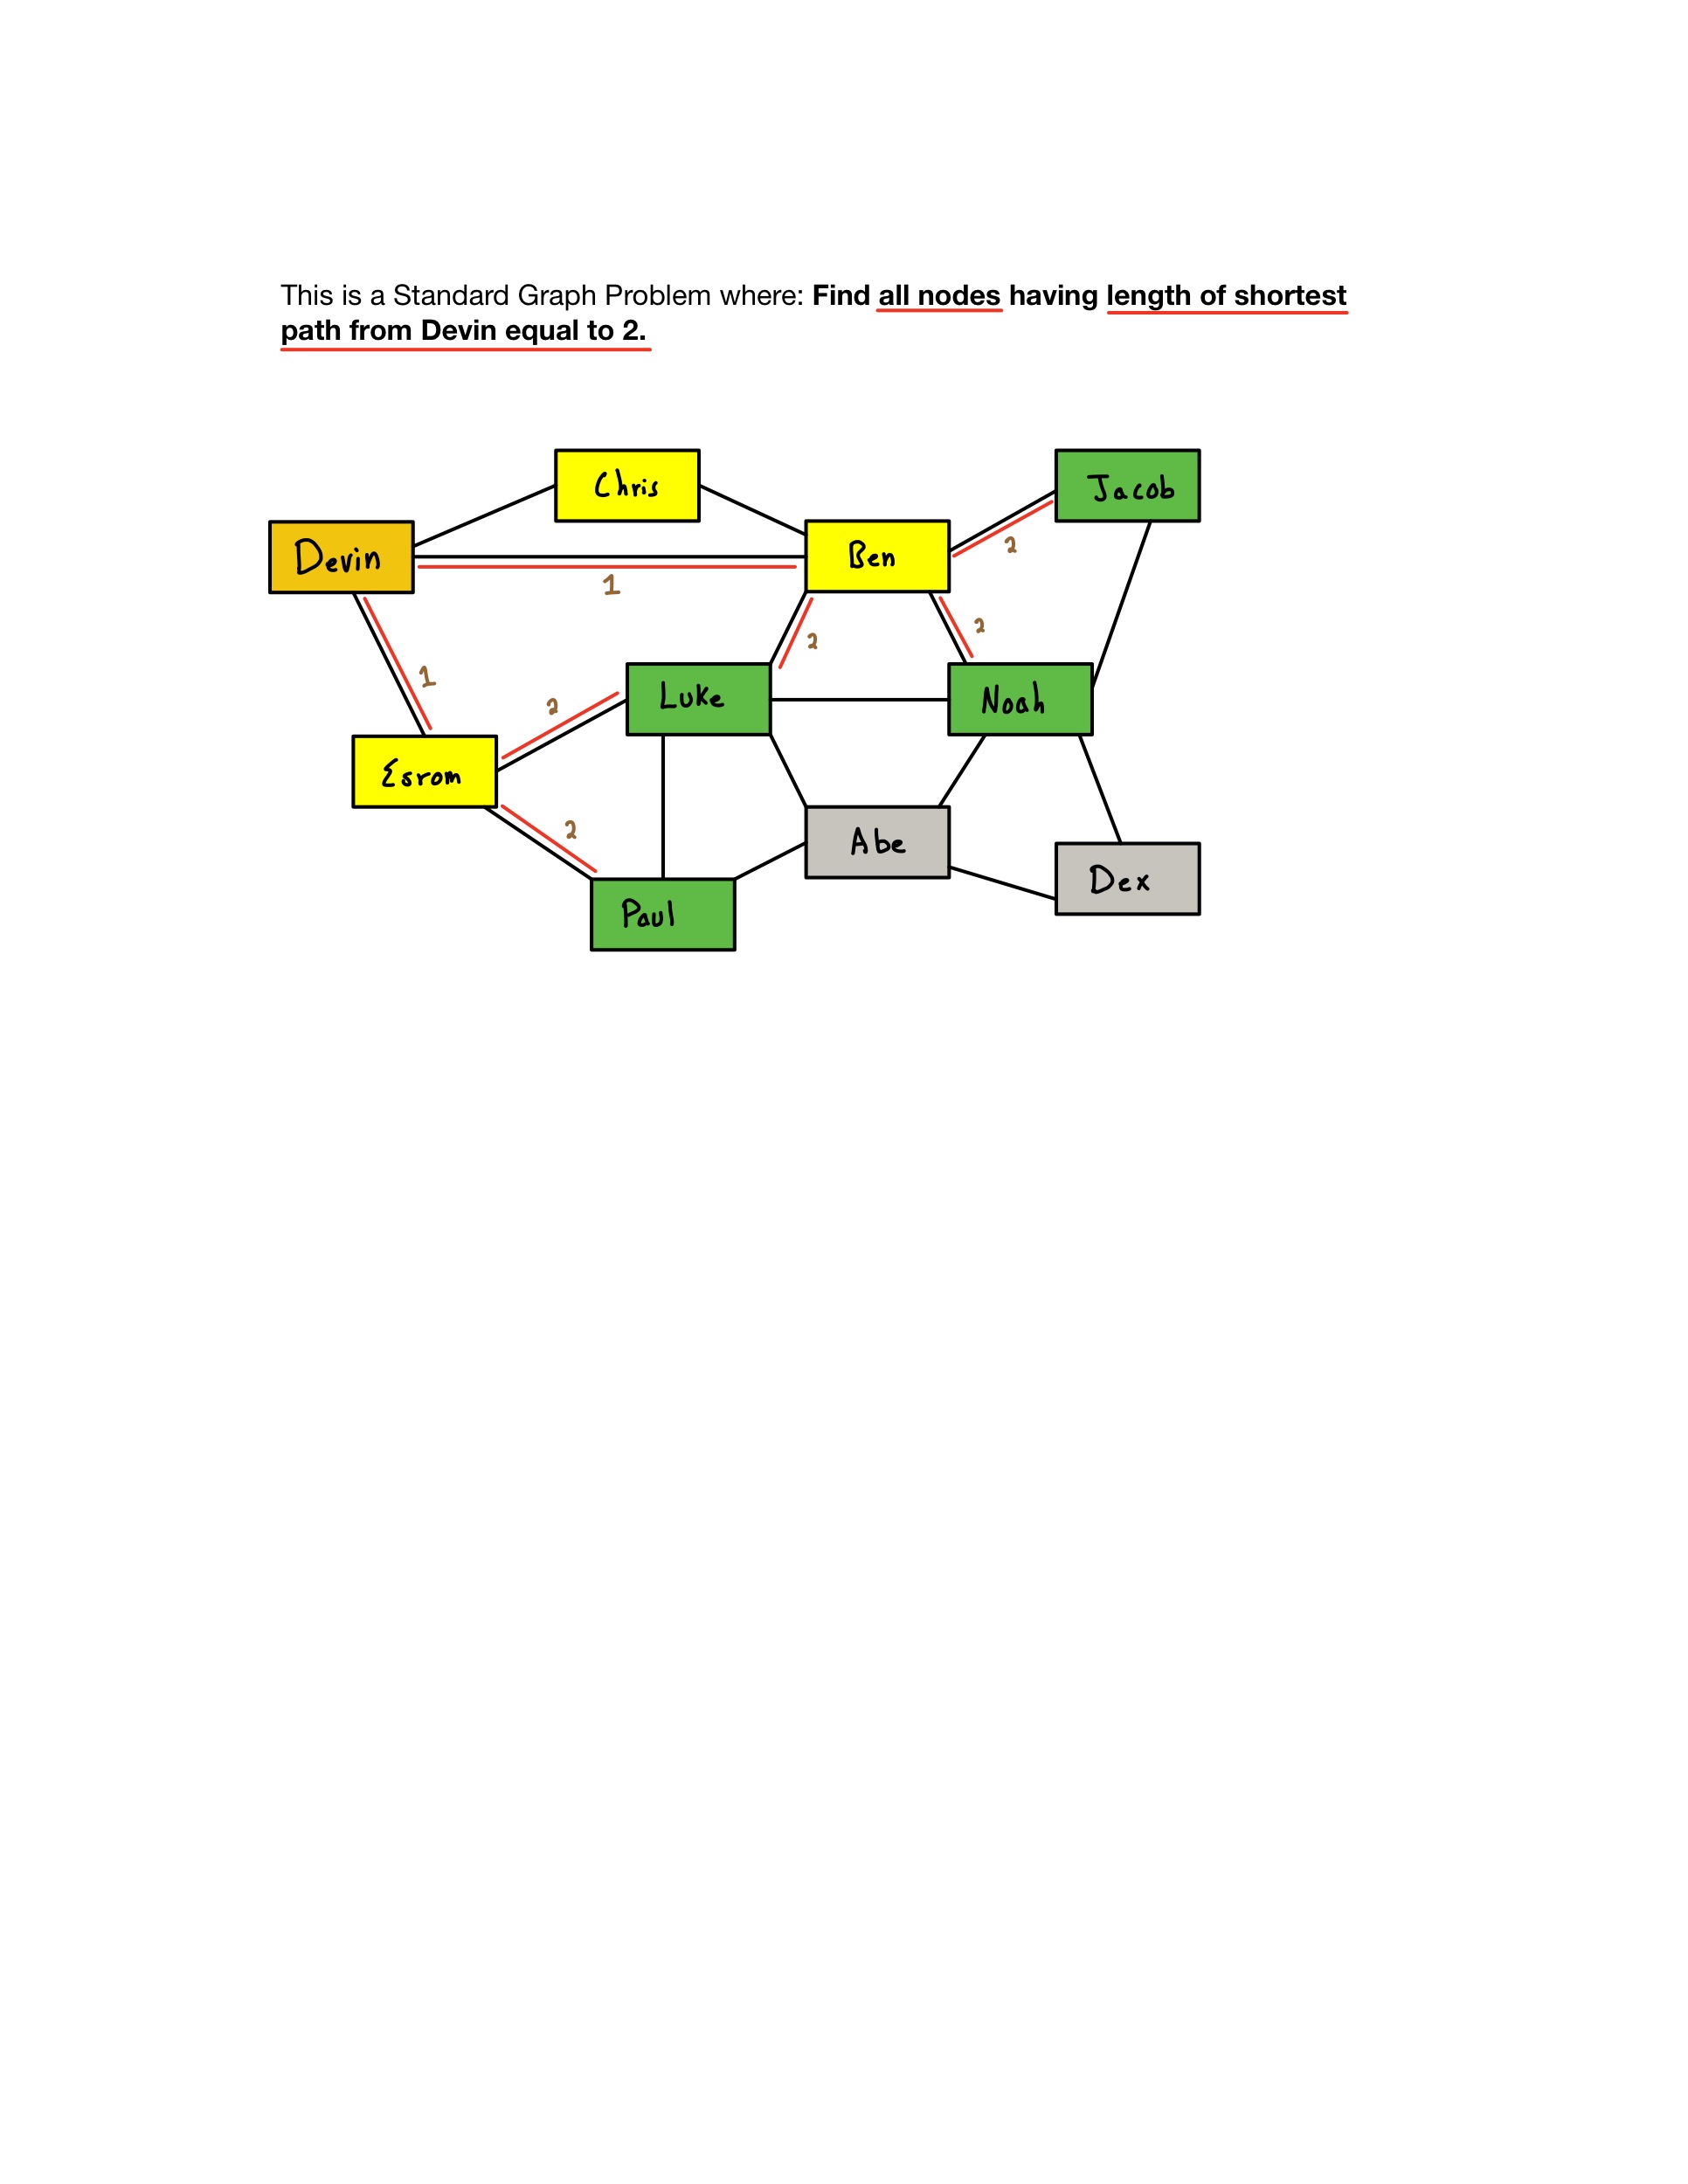 This is a Standard Graph Problem where: Find all nodes having length of shortest
path from Devin equal to 2.
Chris
Jacob
Devin
Ben
2
1
2
2
1
Luke
Noah
2
Esrom
2
Abe
Dex
Paul